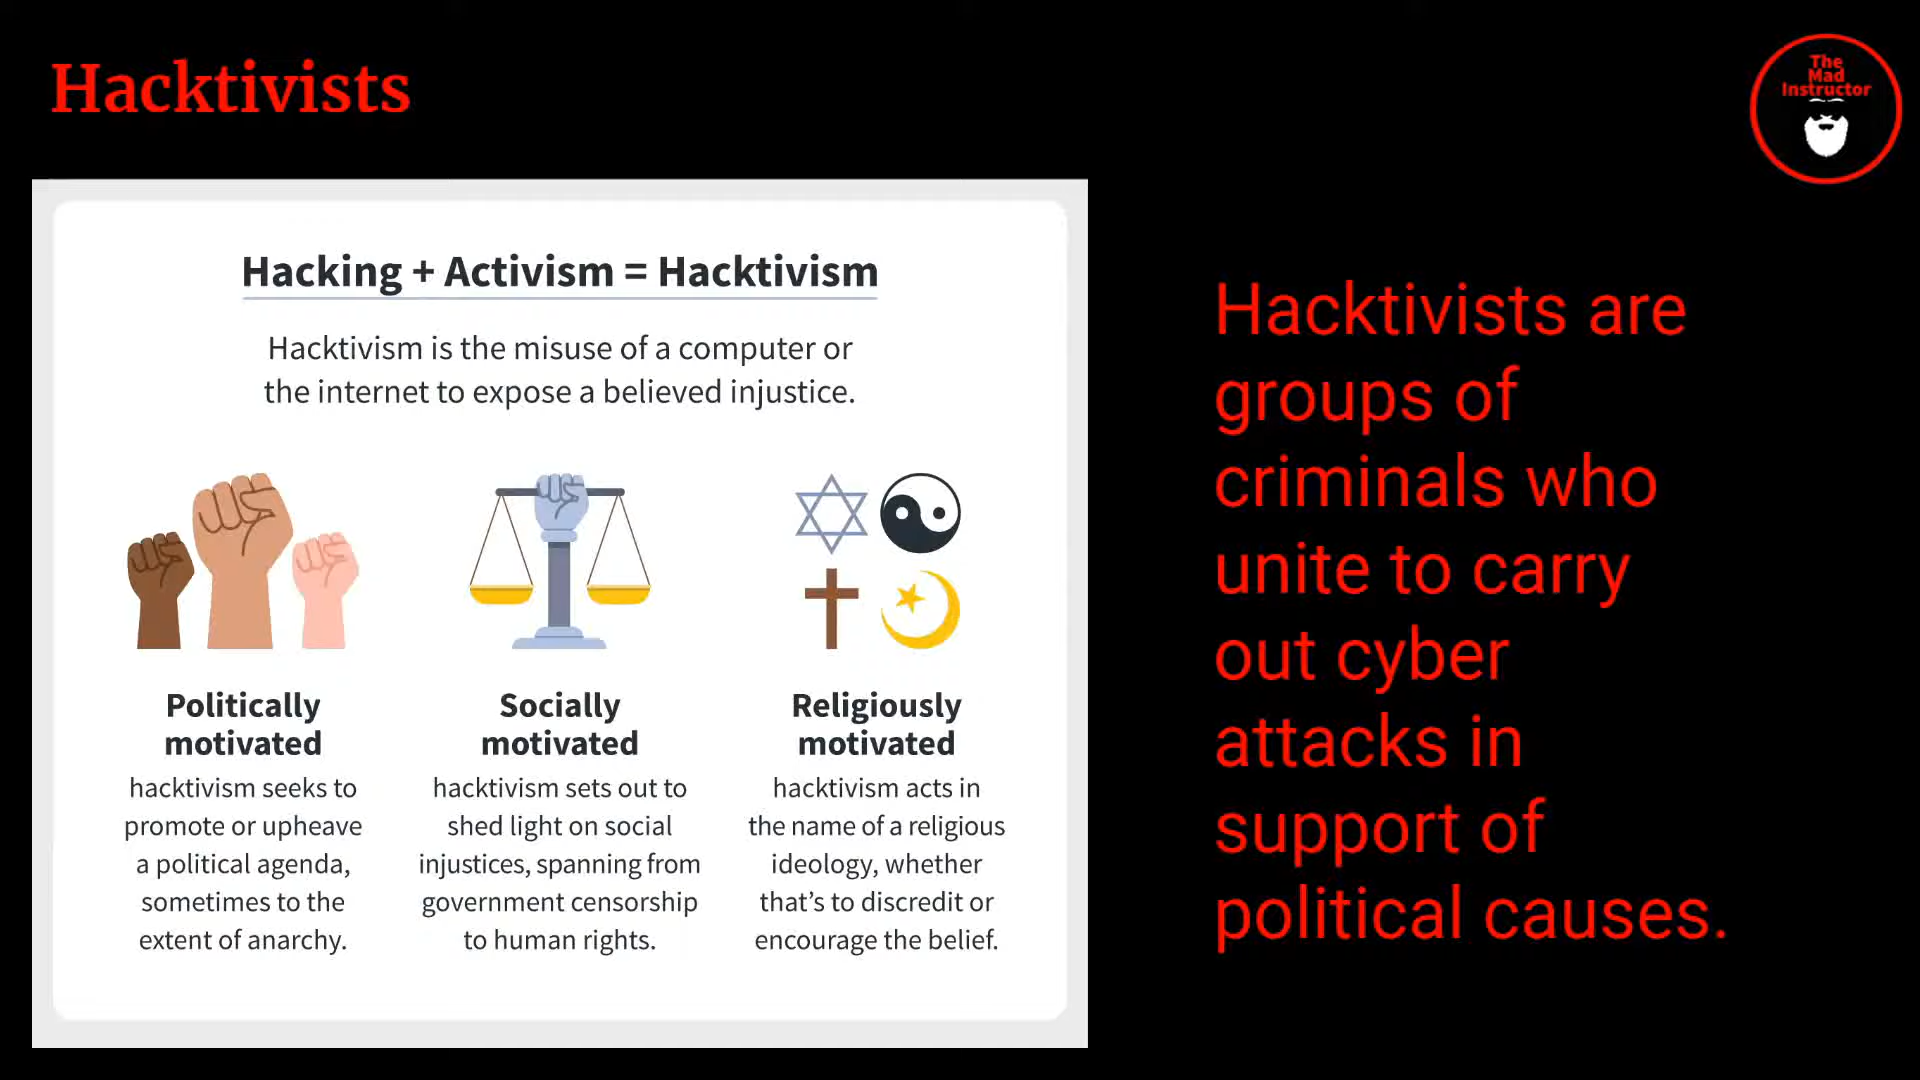 Hacktivists
The
Mad
Instructor
Hacking + Activism = Hacktivism
Hacktivism is the misuse of a computer or
the internet to expose a believed injustice.
Politically
motivated
hacktivism seeks to
promote or upheave
a political agenda,
sometimes to the
extent of anarchy.
Socially
motivated
hacktivism sets out to
shed light on social
injustices, spanning from
government censorship
to human rights.
Religiously
motivated
hacktivism acts in
the name of a religious
ideology, whether
that’s to discredit or
encourage the belief.
Hacktivists are
groups of
criminals who
unite to carry
out cyber
attacks in
support of
political causes.